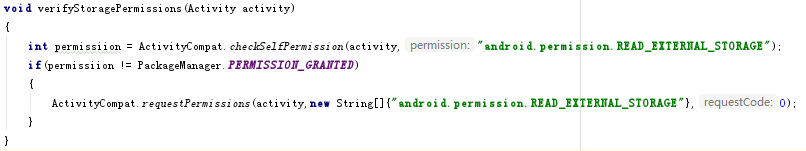 void verifyStoragePermissions(Activity activity)
{
int permissiion = ActivityCompat.checkSelfPermission(activity, permission: "android.permission.READ_EXTERNAL_STORAGE");
if(permissiion != PackageManager.PERMISSION_GRANTED)
{
ActivityCompat.requestPermissions(activity,new String[]{"android.permission.READ_EXTERNAL_STORAGE"}, requestCode: 0);
}
}